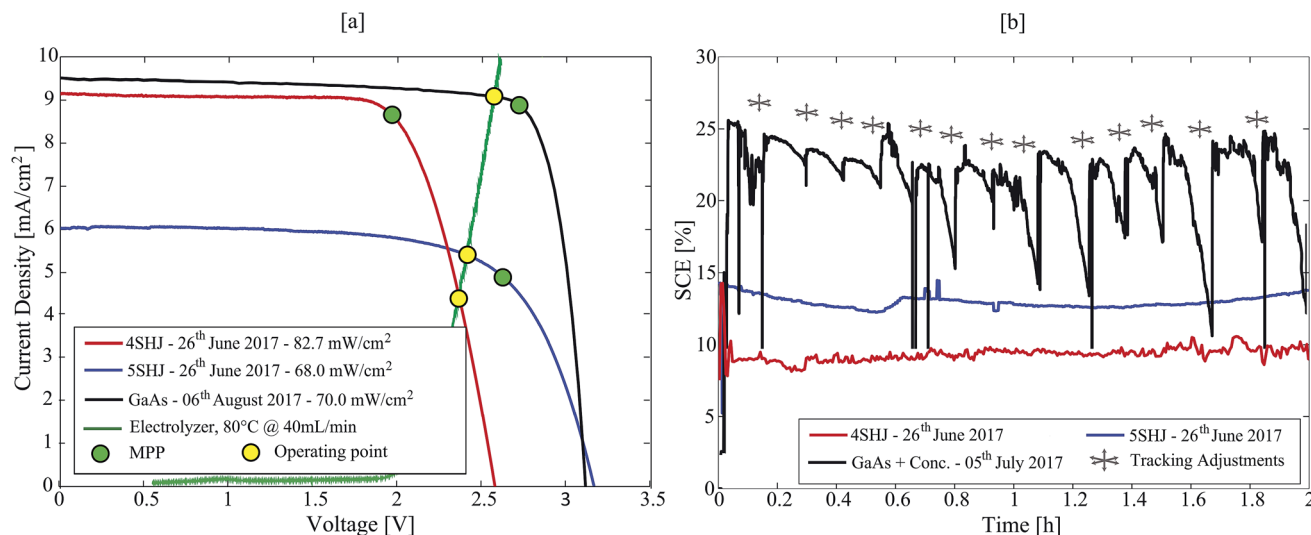 [a]
Current Density [mA/cm²]
10
9
8
7
6
5
4
3
2
1
0
4SHJ - 26th June 2017 - 82.7 mW/cm²
5SHJ - 26th June 2017 - 68.0 mW/cm²
GaAs - 06th August 2017 - 70.0 mW/cm²
Electrolyzer, 80°C @ 40mL/min
MPP Operating point
0 0.5 1 1.5 2 2.5 3 3.5
Voltage [V]
[b]
SCE [%]
30
25
20
15
10
5
0
4SHJ - 26th June 2017 5SHJ - 26th June 2017
GaAs + Conc. - 05th July 2017 Tracking Adjustments
0 0.2 0.4 0.6 0.8 1 1.2 1.4 1.6 1.8 2
Time [h]